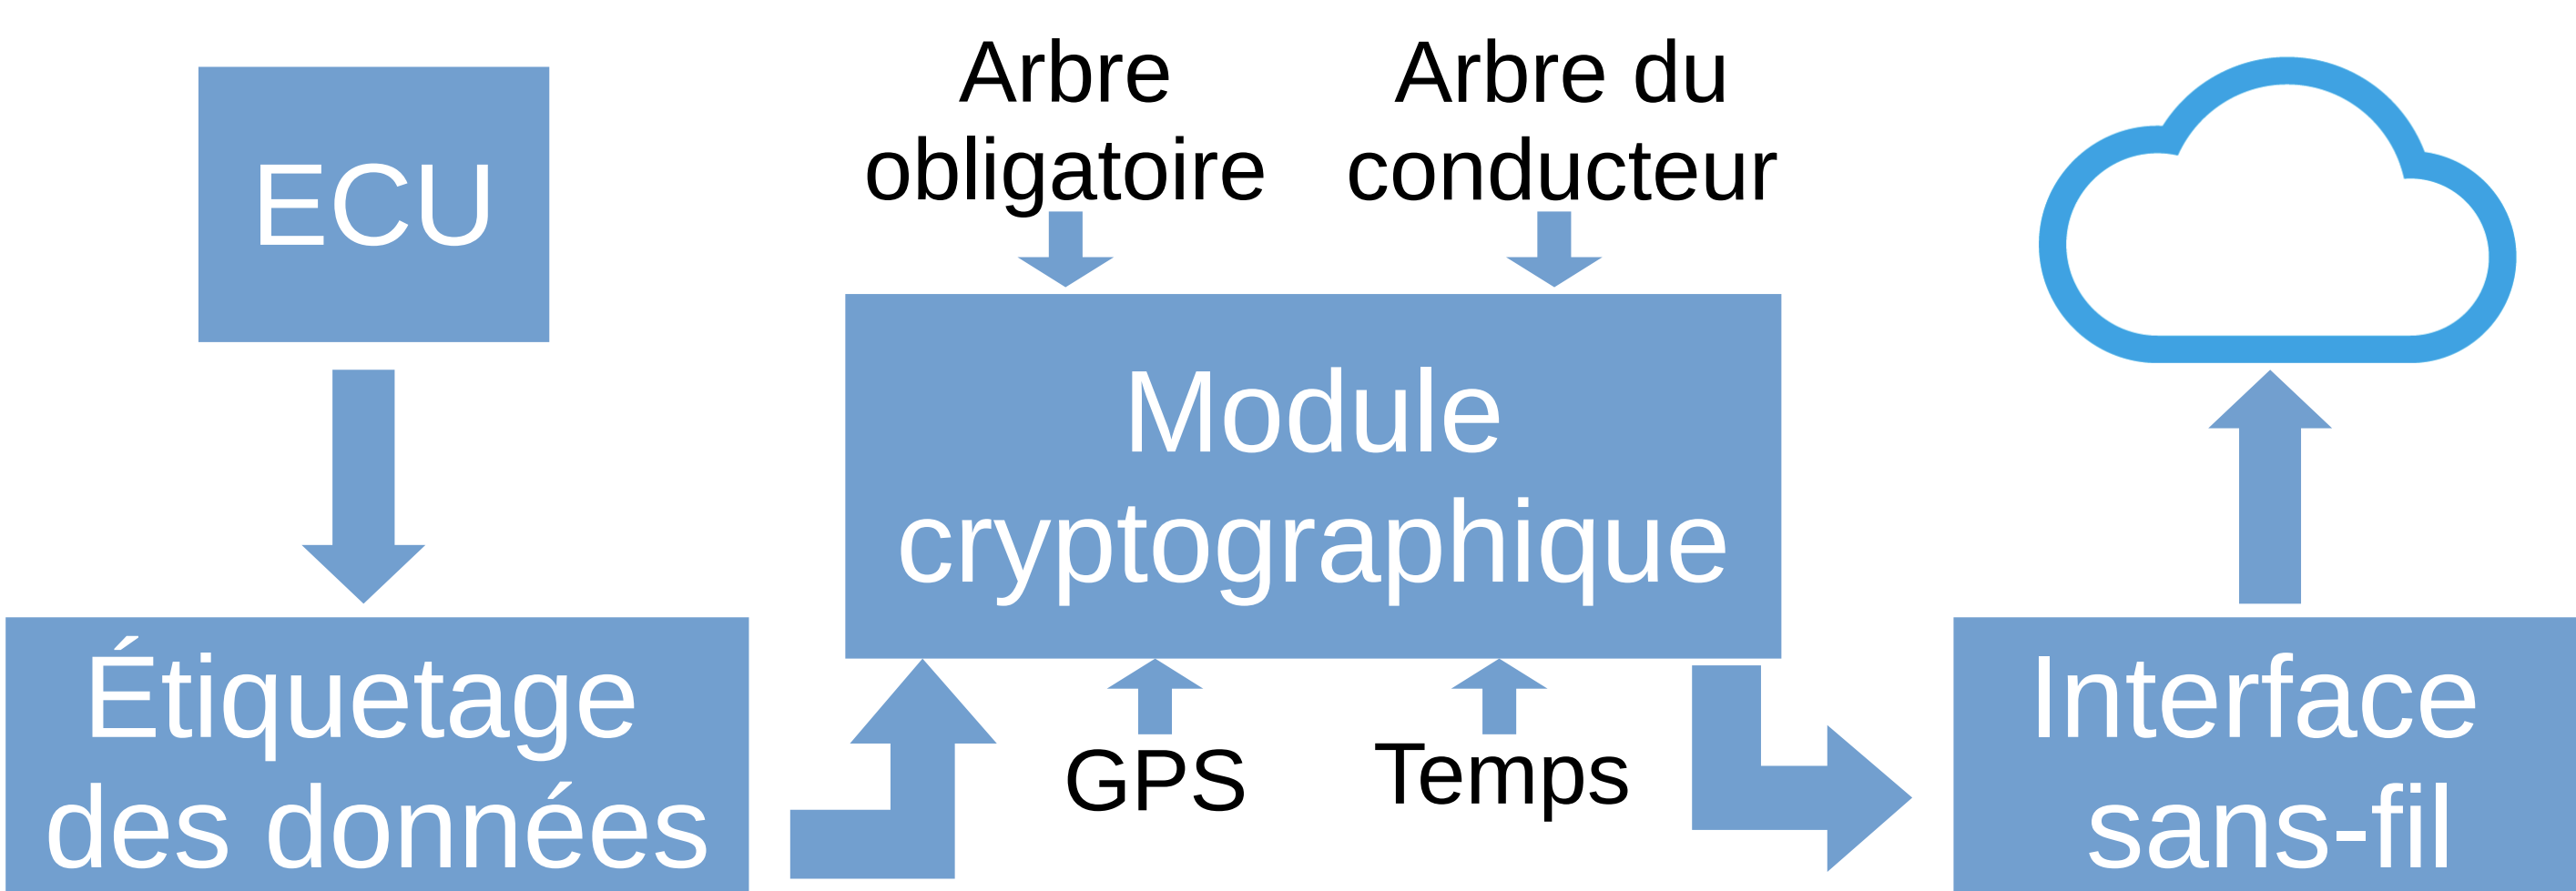 ECU
Étiquetage
des données
Arbre
obligatoire
Arbre du
conducteur
Module
cryptographique
GPS
Temps
Interface
sans-fil